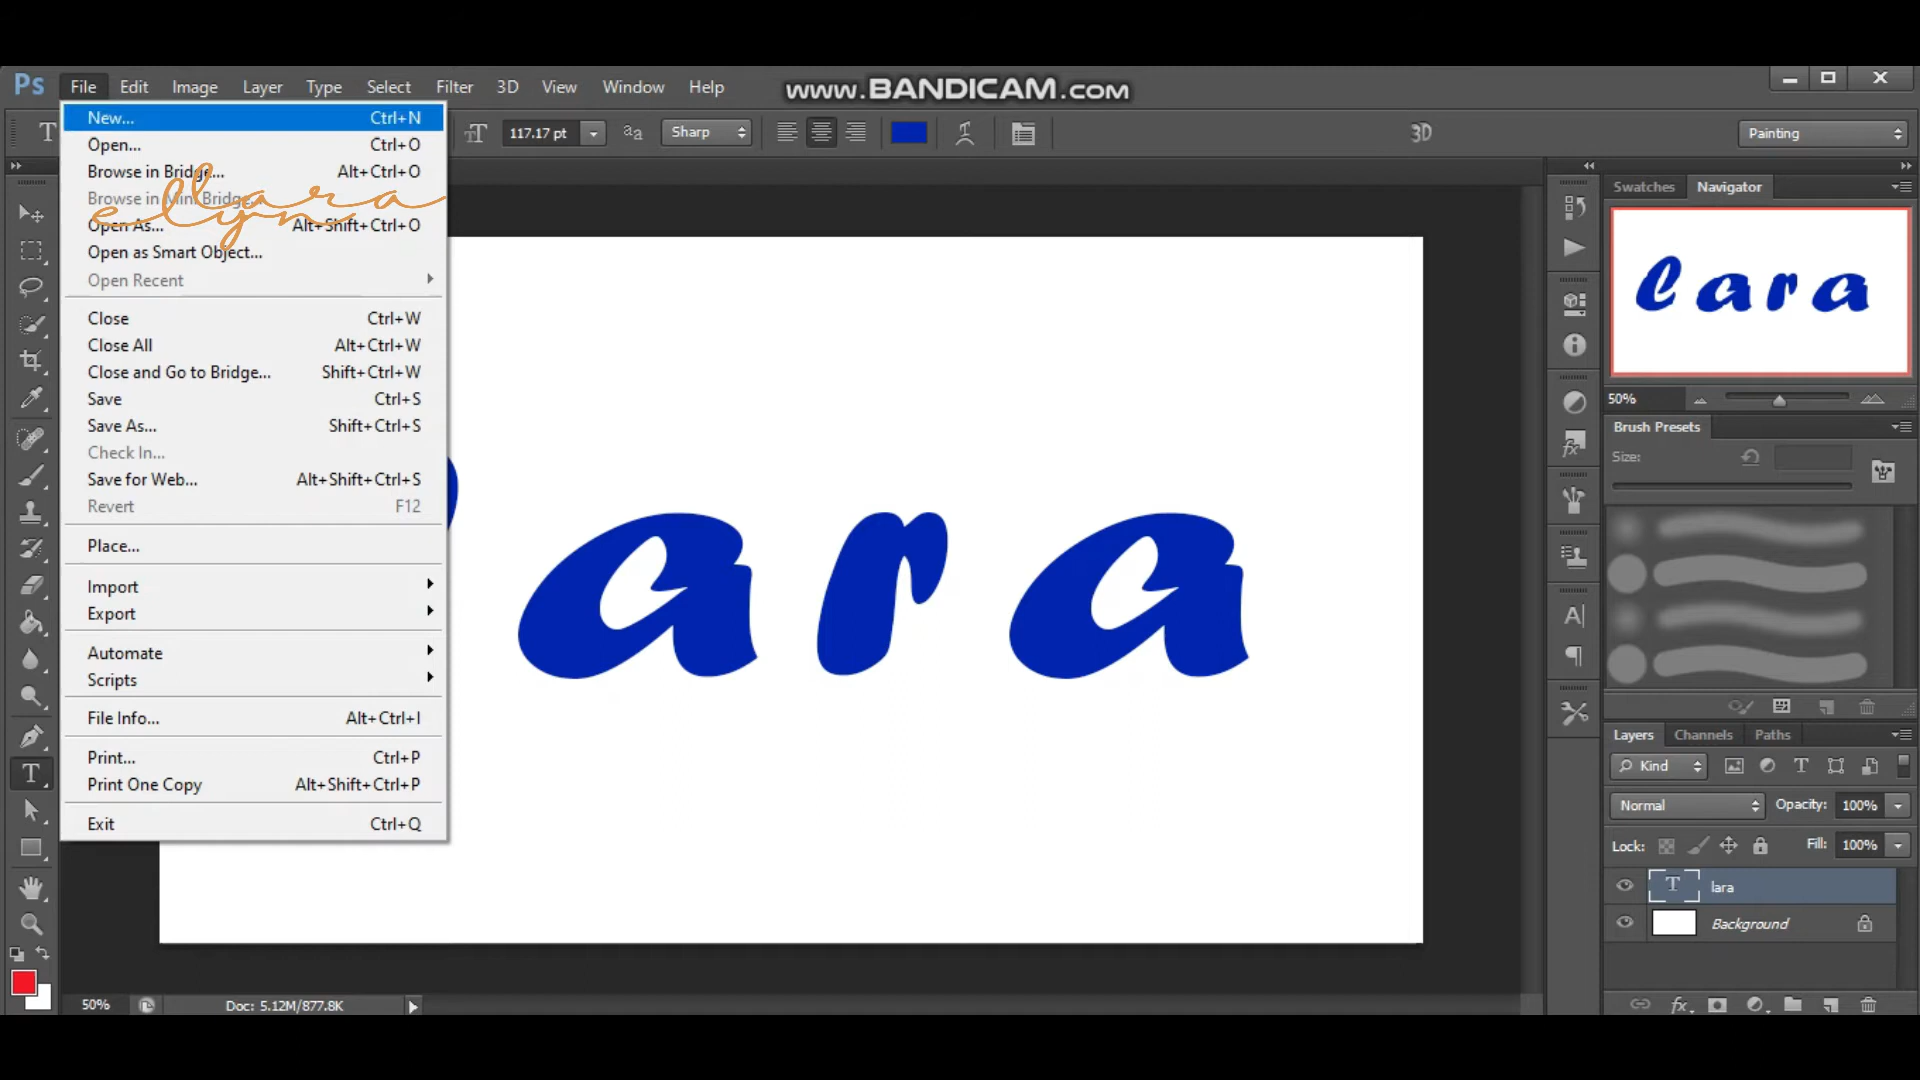 Ps File Edit Image Layer Type Select Filter 3D View Window Help
www.BANDICAM.com
New... Ctrl+N
Open... Ctrl+O
Browse in Bridge... Alt+Ctrl+O
Browse in Mini Bridge...
Open As... Alt+Shift+Ctrl+O
Open as Smart Object...
Open Recent
Close Ctrl+W
Close All Alt+Ctrl+W
Close and Go to Bridge... Shift+Ctrl+W
Save Ctrl+S
Save As... Shift+Ctrl+S
Check In...
Save for Web... Alt+Shift+Ctrl+S
Revert F12
Place...
Import
Export
Automate
Scripts
File Info... Alt+Ctrl+I
Print... Ctrl+P
Print One Copy Alt+Shift+Ctrl+P
Exit Ctrl+Q
lara
elyn
T 117.17 pt aa Sharp 3D Painting
ara
Swatches Navigator
lara
50%
Brush Presets
Size:
Layers Channels Paths
Kind T
Normal Opacity: 100%
Lock: Fill: 100%
T lara
Background
fx
50% Doc: 5.12M/877.8K